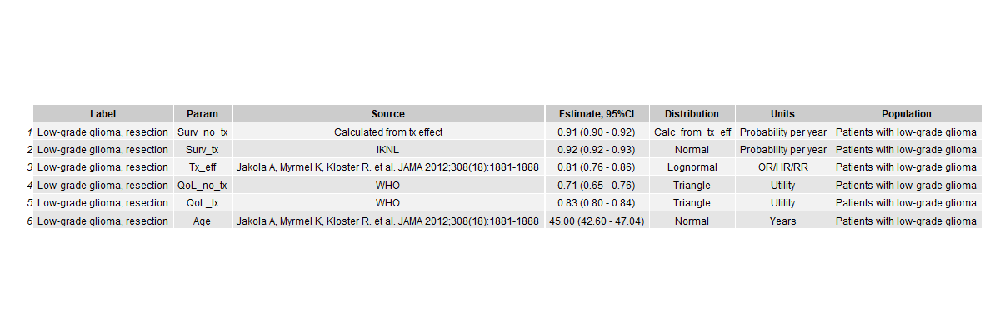 Label Param Source Estimate, 95%CI Distribution Units Population
1 Low-grade glioma, resection Surv_no_tx Calculated from tx effect 0.91 (0.90 - 0.92) Calc_from_tx_eff Probability per year Patients with low-grade glioma
2 Low-grade glioma, resection Surv_tx IKNL 0.92 (0.92 - 0.93) Normal Probability per year Patients with low-grade glioma
3 Low-grade glioma, resection Tx_eff Jakola A, Myrmel K, Kloster R. et al. JAMA 2012;308(18):1881-1888 0.81 (0.76 - 0.86) Lognormal OR/HR/RR Patients with low-grade glioma
4 Low-grade glioma, resection QoL_no_tx WHO 0.71 (0.65 - 0.76) Triangle Utility Patients with low-grade glioma
5 Low-grade glioma, resection QoL_tx WHO 0.83 (0.80 - 0.84) Triangle Utility Patients with low-grade glioma
6 Low-grade glioma, resection Age Jakola A, Myrmel K, Kloster R. et al. JAMA 2012;308(18):1881-1888 45.00 (42.60 - 47.04) Normal Years Patients with low-grade glioma